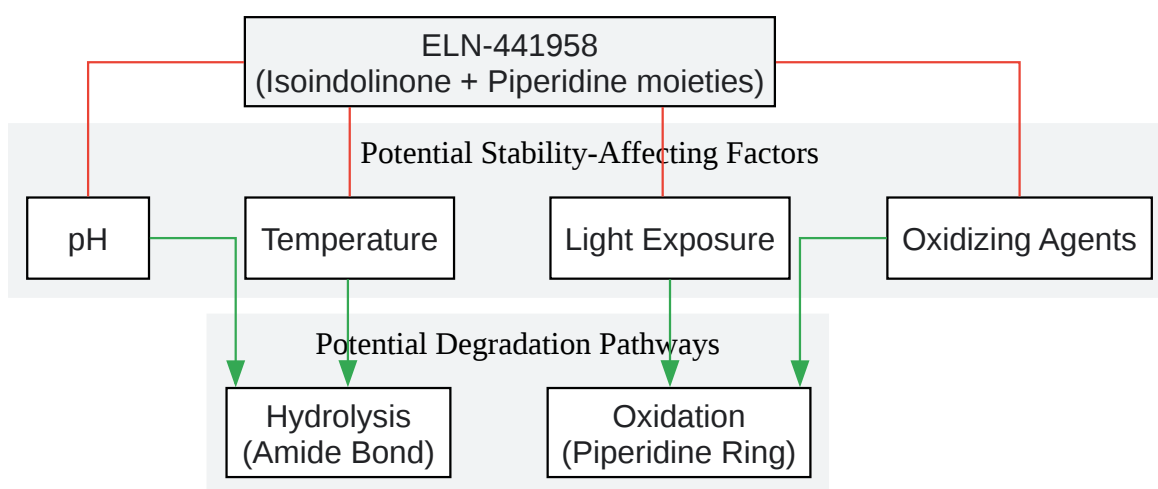 ELN-441958
(Isoindolinone + Piperidine moieties)
Potential Stability-Affecting Factors
pH
Temperature
Light Exposure
Oxidizing Agents
Potential Degradation Pathways
Hydrolysis
(Amide Bond)
Oxidation
(Piperidine Ring)